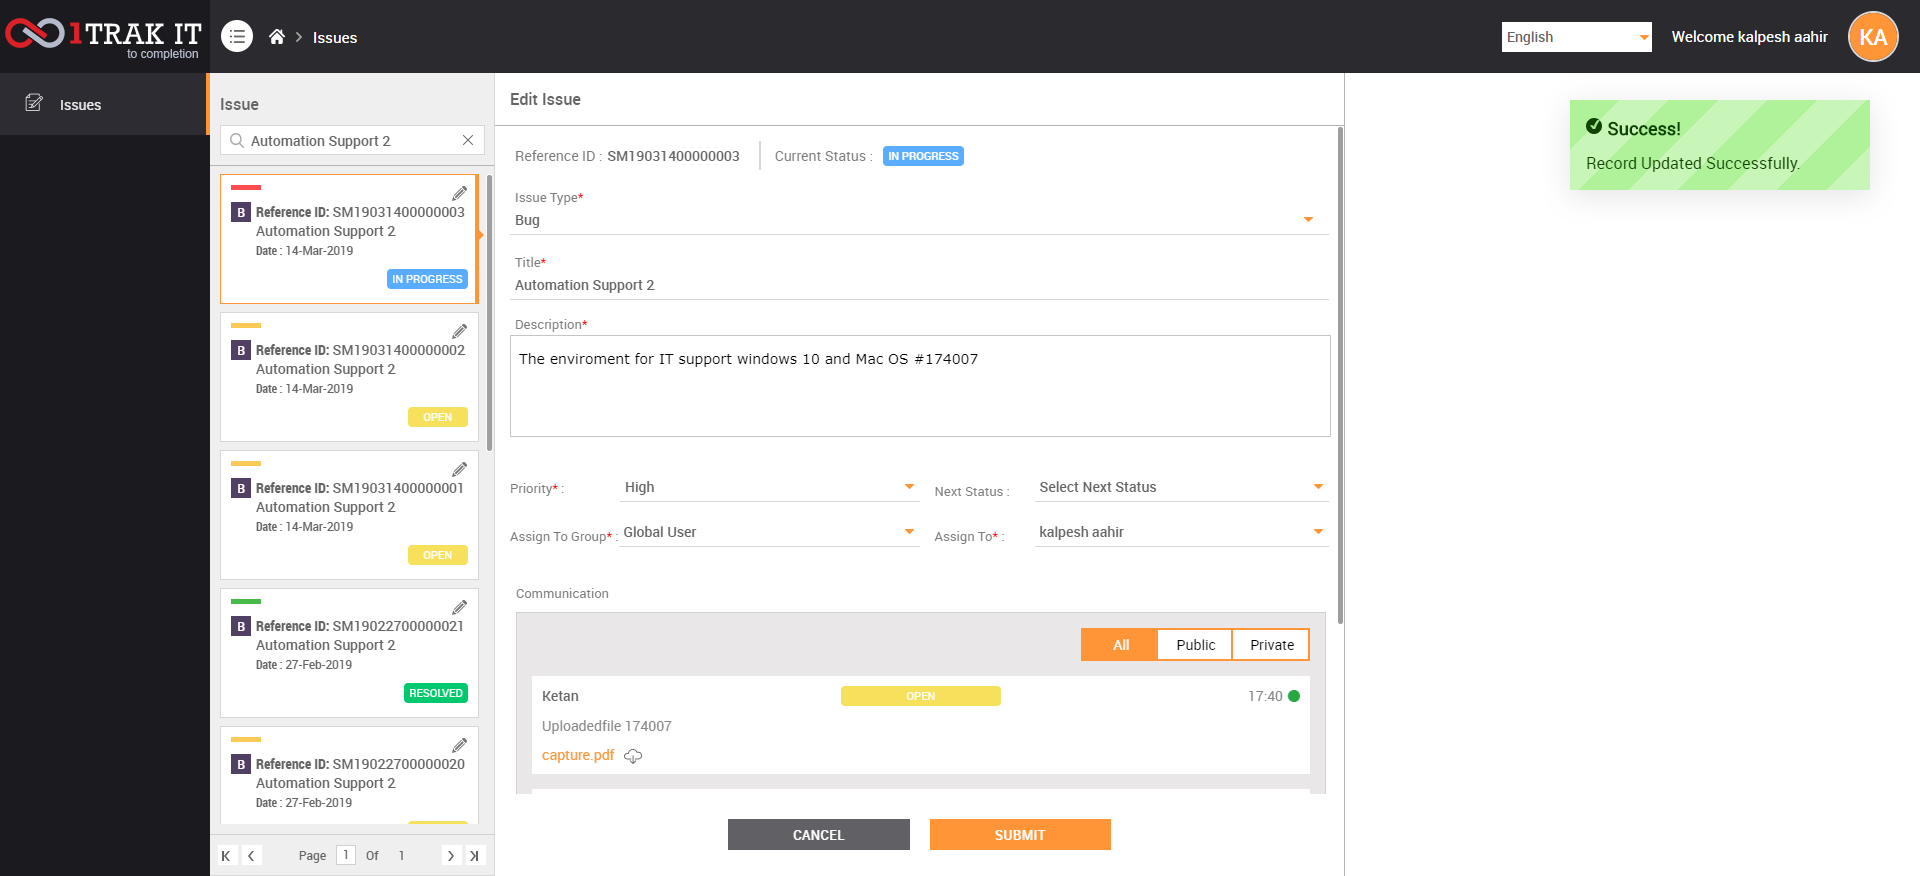 1TRAK IT
to completion
Issues
English
Welcome kalpesh aahir
KA
Issues
Issue
Automation Support 2
B
Reference ID: SM19031400000003
Automation Support 2
Date : 14-Mar-2019
IN PROGRESS
B
Reference ID: SM19031400000002
Automation Support 2
Date : 14-Mar-2019
OPEN
B
Reference ID: SM19031400000001
Automation Support 2
Date : 14-Mar-2019
OPEN
B
Reference ID: SM19022700000021
Automation Support 2
Date : 27-Feb-2019
RESOLVED
B
Reference ID: SM19022700000020
Automation Support 2
Date : 27-Feb-2019
Page 1 Of 1
Edit Issue
Reference ID : SM19031400000003
Current Status : IN PROGRESS
Issue Type*
Bug
Title*
Automation Support 2
Description*
The enviroment for IT support windows 10 and Mac OS #174007
Priority* : High
Next Status : Select Next Status
Assign To Group* : Global User
Assign To* : kalpesh aahir
Communication
All Public Private
Ketan OPEN 17:40
Uploadedfile 174007
capture.pdf
CANCEL SUBMIT
Success!
Record Updated Successfully.